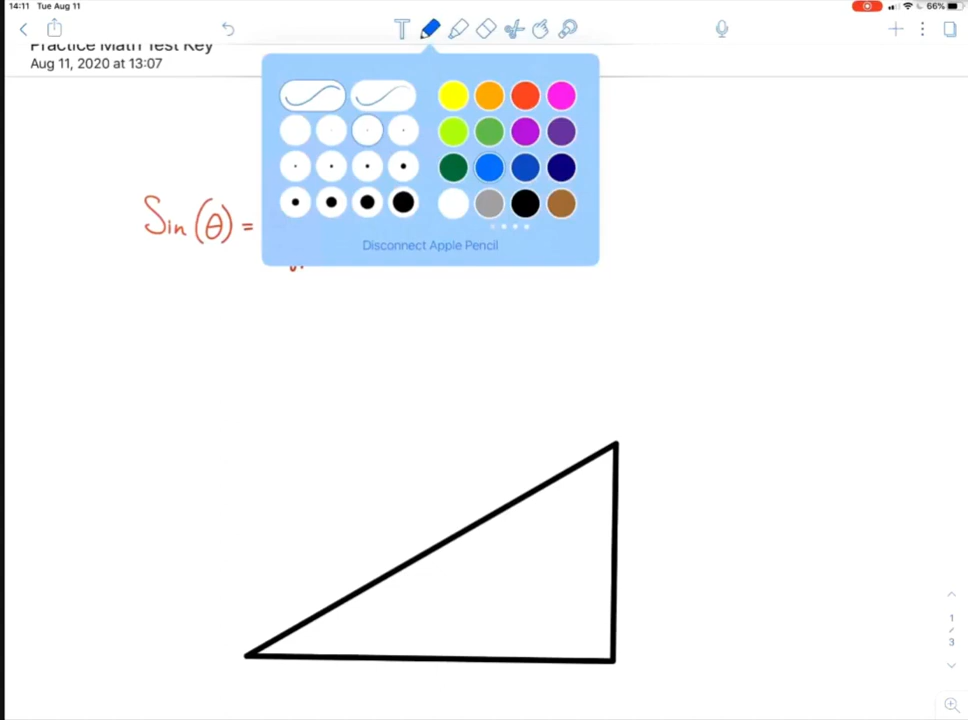 14:11 Tue Aug 11
66%
T
Practice Math Test Key
Aug 11, 2020 at 13:07
Sin (θ) =
Disconnect Apple Pencil
1
/
3